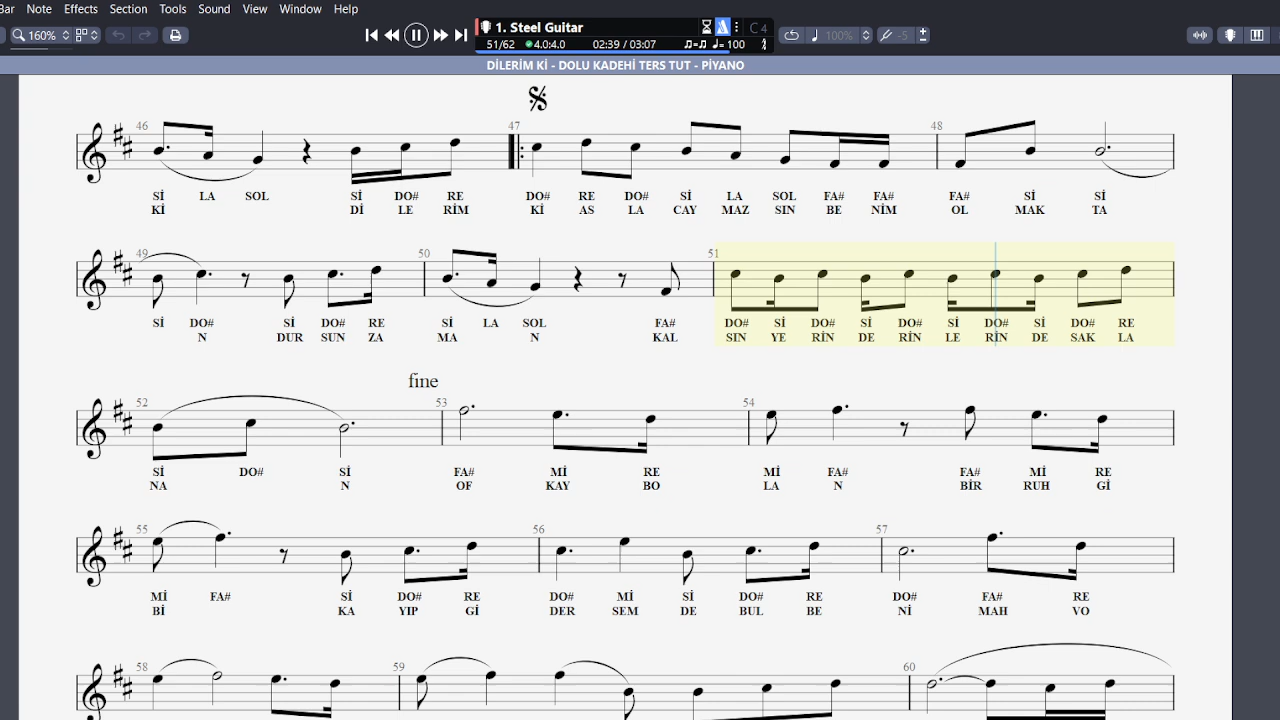 Bar Note Effects Section Tools Sound View Window Help
160% 1. Steel Guitar C 4
51/62 4.0:4.0 02:39 / 03:07 = 100 100% -5
DİLERİM Kİ - DOLU KADEHİ TERS TUT - PİYANO
46 47 48
Sİ LA SOL Sİ DO# RE DO# RE DO# Sİ LA SOL FA# FA# FA# Sİ Sİ
Kİ Dİ LE RİM Kİ AS LA CAY MAZ SIN BE NİM OL MAK TA
49 50 51
Sİ DO# Sİ DO# RE Sİ LA SOL FA# DO# Sİ DO# Sİ DO# Sİ DO# Sİ DO# RE
N DUR SUN ZA MA N KAL SIN YE RİN DE RİN LE RİN DE SAK LA
fine
52 53 54
Sİ DO# Sİ FA# Mİ RE Mİ FA# FA# Mİ RE
NA N OF KAY BO LA N BİR RUH Gİ
55 56 57
Mİ FA# Sİ DO# RE DO# Mİ Sİ DO# RE DO# FA# RE
Bİ KA YIP Gİ DER SEM DE BUL BE Nİ MAH VO
58 59 60